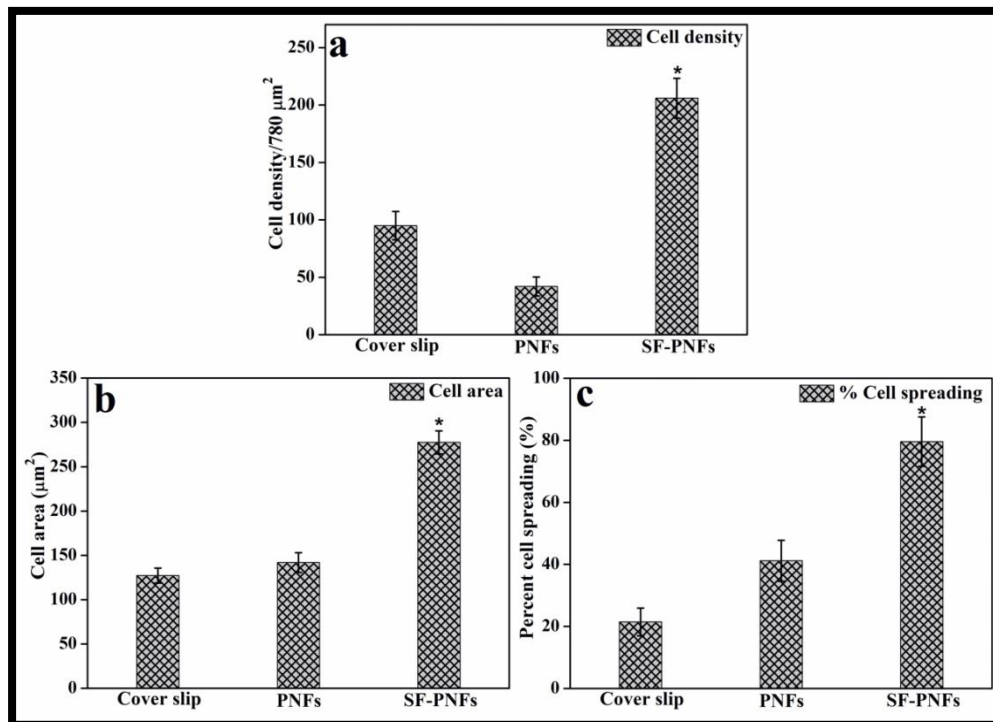 a
Cell density
*
250
200
150
100
50
0
Cell density/780 μm²
Cover slip PNFs SF-PNFs
b
Cell area
*
350
300
250
200
150
100
50
0
Cell area (μm²)
Cover slip PNFs SF-PNFs
c
% Cell spreading
*
100
80
60
40
20
0
Percent cell spreading (%)
Cover slip PNFs SF-PNFs